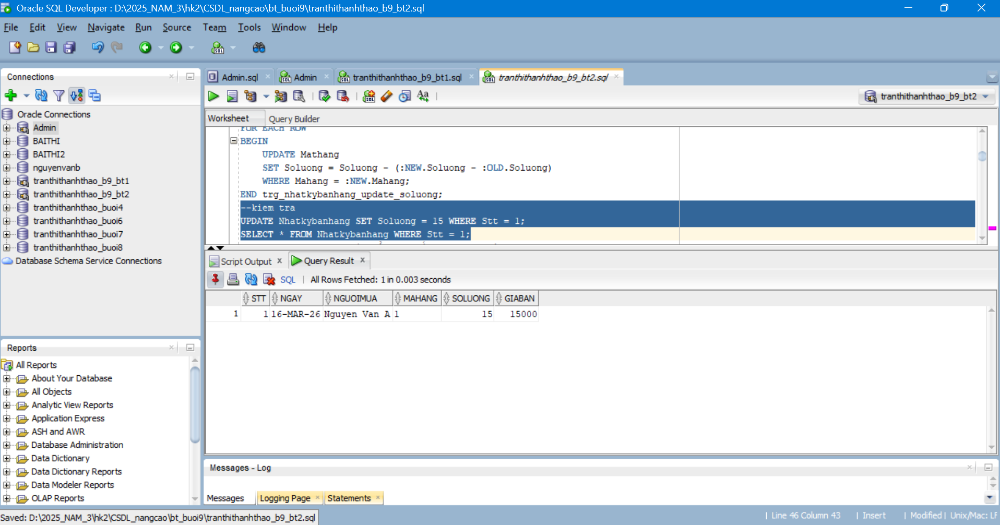 Oracle SQL Developer : D:\2025_NAM_3\hk2\CSDL_nangcao\bt_buoi9\tranthithanhthao_b9_bt2.sql
File Edit View Navigate Run Source Team Tools Window Help
Connections
Oracle Connections
Admin
BAITHI
BAITHI2
nguyenvanb
tranthithanhthao_b9_bt1
tranthithanhthao_b9_bt2
tranthithanhthao_buoi4
tranthithanhthao_buoi6
tranthithanhthao_buoi7
tranthithanhthao_buoi8
Database Schema Service Connections
Reports
All Reports
About Your Database
All Objects
Analytic View Reports
Application Express
ASH and AWR
Database Administration
Data Dictionary
Data Dictionary Reports
Data Modeler Reports
OLAP Reports
Admin.sql Admin tranthithanhthao_b9_bt1.sql tranthithanhthao_b9_bt2.sql
tranthithanhthao_b9_bt2
Worksheet Query Builder
FOR EACH ROW
BEGIN
UPDATE Mathang
SET Soluong = Soluong - (:NEW.Soluong - :OLD.Soluong)
WHERE Mahang = :NEW.Mahang;
END trg_nhatkybanhang_update_soluong;
--kiem tra
UPDATE Nhatkybanhang SET Soluong = 15 WHERE Stt = 1;
SELECT * FROM Nhatkybanhang WHERE Stt = 1;
Script Output Query Result
SQL All Rows Fetched: 1 in 0.003 seconds
STT NGAY NGUOIMUA MAHANG SOLUONG GIABAN
1 1 16-MAR-26 Nguyen Van A 1 15 15000
Messages - Log
Messages Logging Page Statements
Saved: D:\2025_NAM_3\hk2\CSDL_nangcao\bt_buoi9\tranthithanhthao_b9_bt2.sql
Line 46 Column 43 Insert Modified Unix/Mac: LF